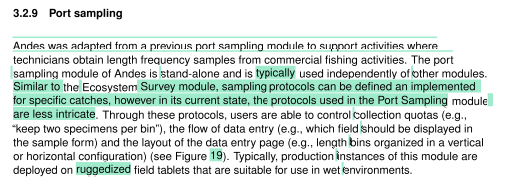 3.2.9 Port sampling
Andes was adapted from a previous port sampling module to support activities where
technicians obtain length frequency samples from commercial fishing activities. The port
sampling module of Andes is stand-alone and is typically used independently of other modules.
Similar to the Ecosystem Survey module, sampling protocols can be defined an implemented
for specific catches, however in its current state, the protocols used in the Port Sampling module
are less intricate. Through these protocols, users are able to control collection quotas (e.g.,
“keep two specimens per bin”), the flow of data entry (e.g., which field should be displayed in
the sample form) and the layout of the data entry page (e.g., length bins organized in a vertical
or horizontal configuration) (see Figure 19). Typically, production instances of this module are
deployed on ruggedized field tablets that are suitable for use in wet environments.